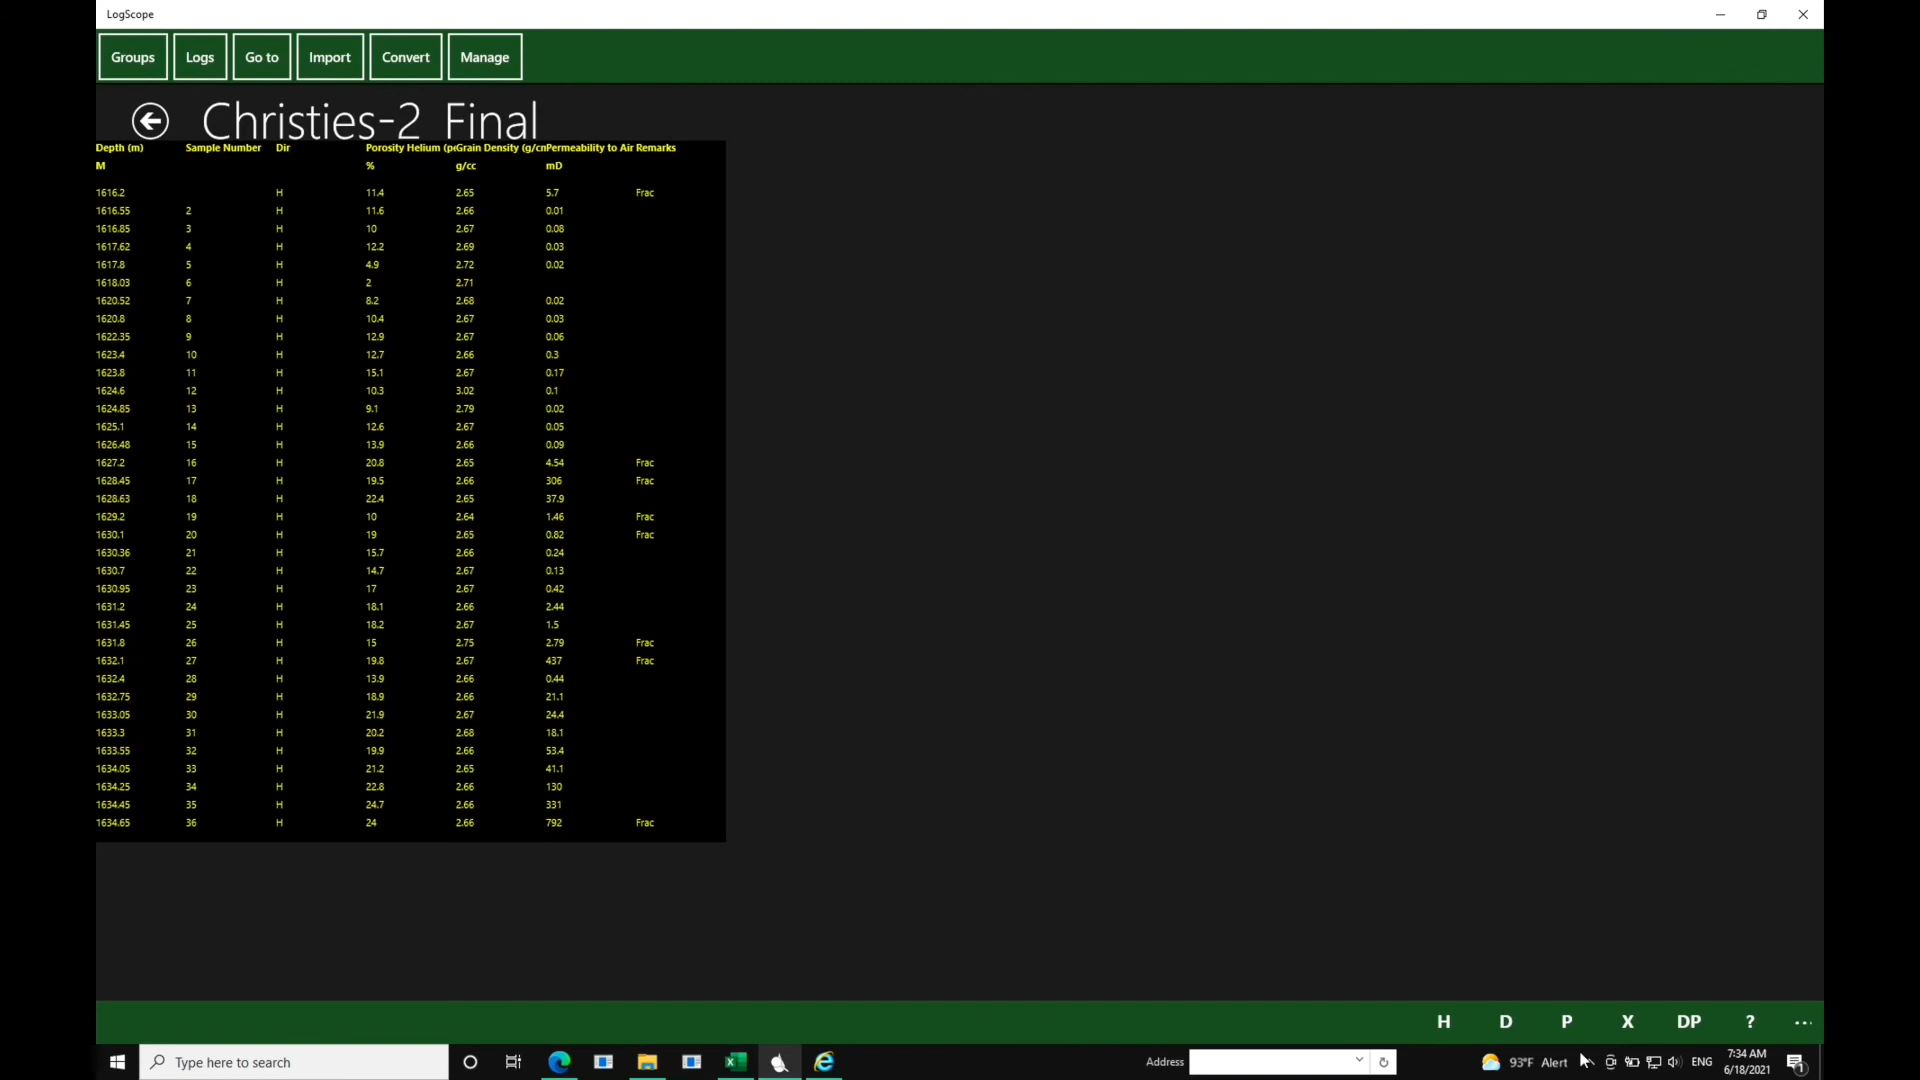 LogScope
Groups Logs Go to Import Convert Manage
Christies-2 Final
Depth (m) Sample Number Dir Porosity Helium (pe Grain Density (g/cm Permeability to Air Remarks
M % g/cc mD
1616.2 H 11.4 2.65 5.7 Frac
1616.55 2 H 11.6 2.66 0.01
1616.85 3 H 10 2.67 0.08
1617.62 4 H 12.2 2.69 0.03
1617.8 5 H 4.9 2.72 0.02
1618.03 6 H 2 2.71
1620.52 7 H 8.2 2.68 0.02
1620.8 8 H 10.4 2.67 0.03
1622.35 9 H 12.9 2.67 0.06
1623.4 10 H 12.7 2.66 0.3
1623.8 11 H 15.1 2.67 0.17
1624.6 12 H 10.3 3.02 0.1
1624.85 13 H 9.1 2.79 0.02
1625.1 14 H 12.6 2.67 0.05
1626.48 15 H 13.9 2.66 0.09
1627.2 16 H 20.8 2.65 4.54 Frac
1628.45 17 H 19.5 2.66 306 Frac
1628.63 18 H 22.4 2.65 37.9
1629.2 19 H 10 2.64 1.46 Frac
1630.1 20 H 19 2.65 0.82 Frac
1630.36 21 H 15.7 2.66 0.24
1630.7 22 H 14.7 2.67 0.13
1630.95 23 H 17 2.67 0.42
1631.2 24 H 18.1 2.66 2.44
1631.45 25 H 18.2 2.67 1.5
1631.8 26 H 15 2.75 2.79 Frac
1632.1 27 H 19.8 2.67 437 Frac
1632.4 28 H 13.9 2.66 0.44
1632.75 29 H 18.9 2.66 21.1
1633.05 30 H 21.9 2.67 24.4
1633.3 31 H 20.2 2.68 18.1
1633.55 32 H 19.9 2.66 53.4
1634.05 33 H 21.2 2.65 41.1
1634.25 34 H 22.8 2.66 130
1634.45 35 H 24.7 2.66 331
1634.65 36 H 24 2.66 792 Frac
H D P X DP ? ...
Type here to search Address 93°F Alert ENG 7:34 AM
6/18/2021 1